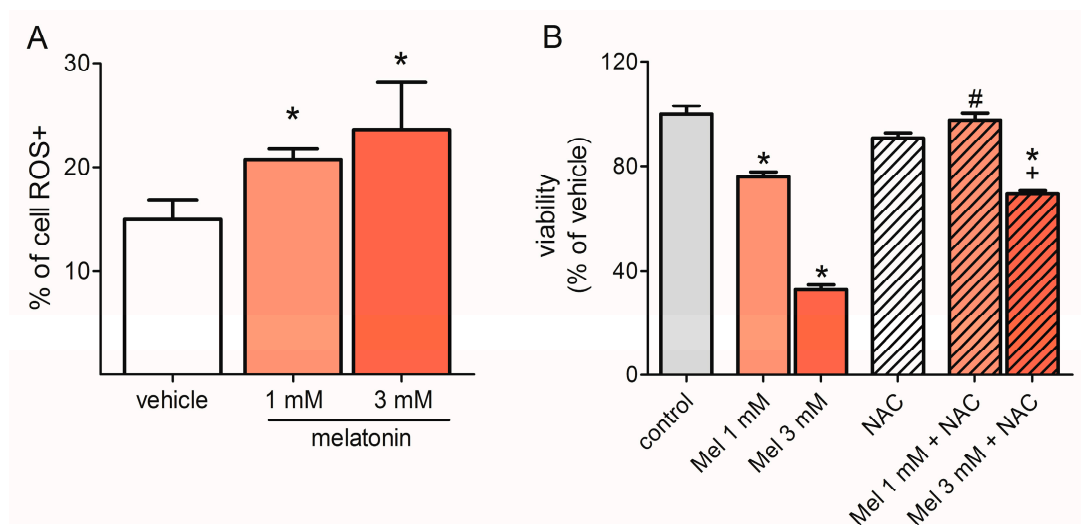 A
% of cell ROS+
30
20
10
*
*
vehicle
1 mM
3 mM
melatonin
B
viability
(% of vehicle)
120
80
40
0
*
*
#
*
+
control
Mel 1 mM
Mel 3 mM
NAC
Mel 1 mM + NAC
Mel 3 mM + NAC